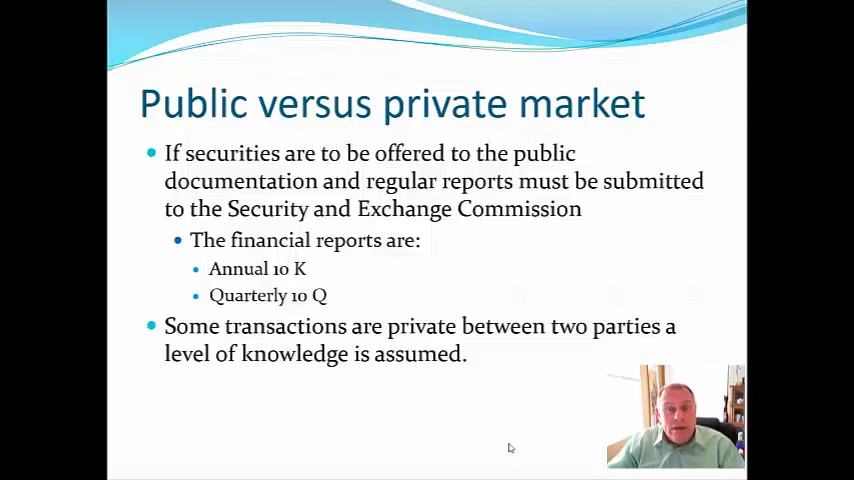 Public versus private market
If securities are to be offered to the public
documentation and regular reports must be submitted
to the Security and Exchange Commission
The financial reports are:
Annual 10 K
Quarterly 10 Q
Some transactions are private between two parties a
level of knowledge is assumed.